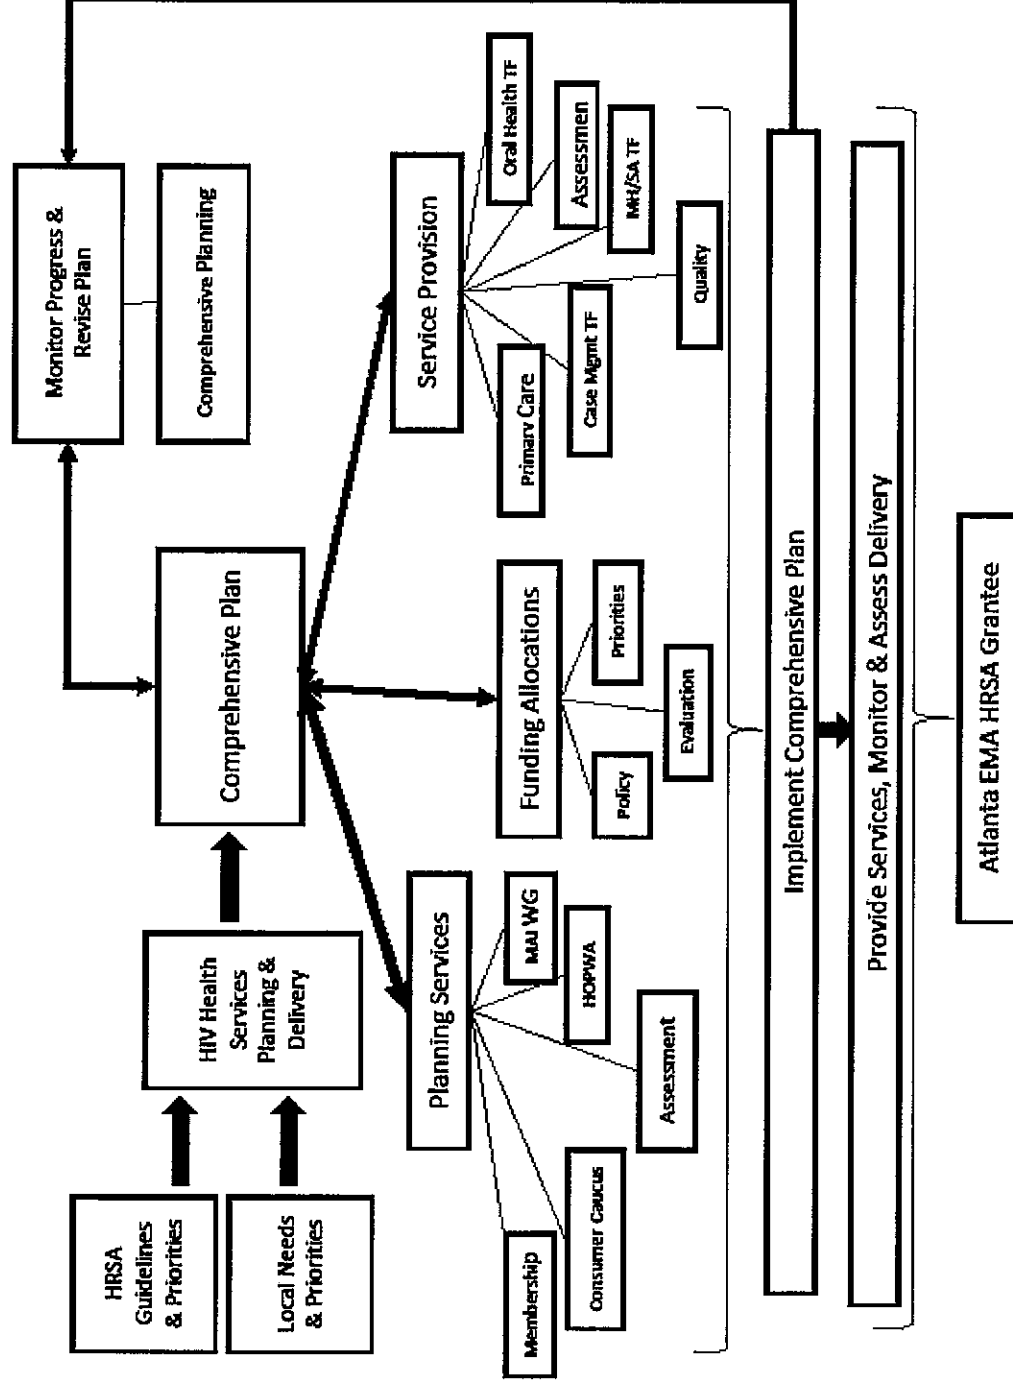 HRSA
Guidelines
& Priorities
Local Needs
& Priorities
HIV Health
Services
Planning &
Delivery
Comprehensive Plan
Monitor Progress &
Revise Plan
Comprehensive Planning
Planning Services
Membership
Consumer Caucus
Assessment
HOPWA
MAI WG
Funding Allocations
Policy
Evaluation
Priorities
Service Provision
Primary Care
Case Mgmt TF
Quality
MH/SA TF
Assessmen
Oral Health TF
Implement Comprehensive Plan
Provide Services, Monitor & Assess Delivery
Atlanta EMA HRSA Grantee